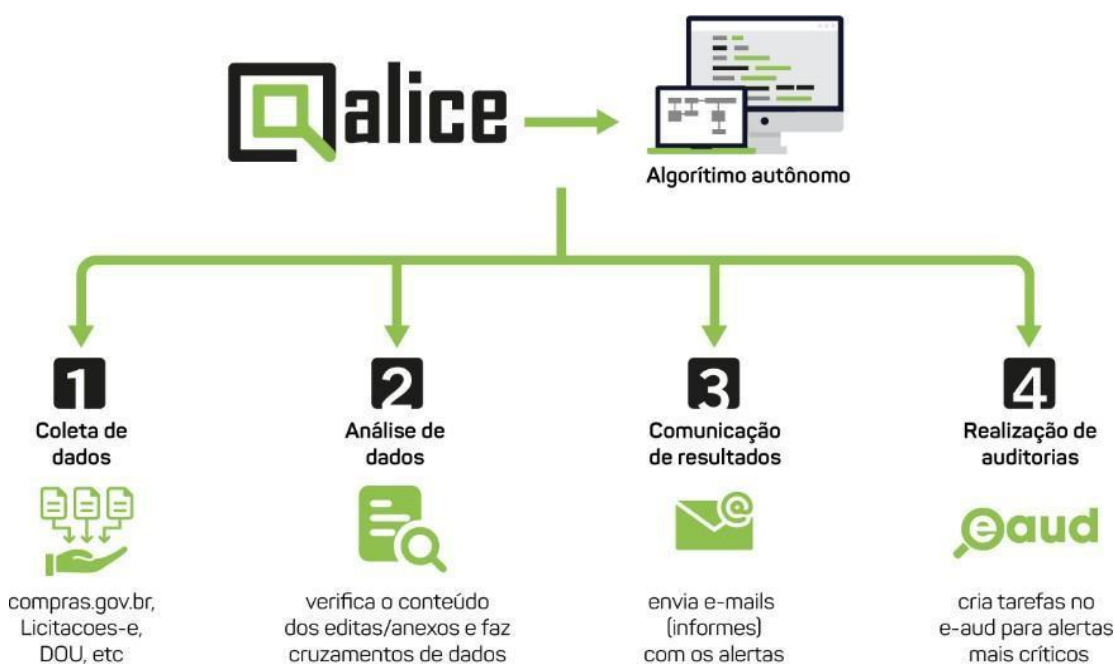 alice
Algorítimo autônomo
1
Coleta de
dados
compras.gov.br,
Licitacoes-e,
DOU, etc
2
Análise de
dados
verifica o conteúdo
dos editas/anexos e faz
cruzamentos de dados
3
Comunicação
de resultados
@
envia e-mails
(informes)
com os alertas
4
Realização de
auditorias
eaud
cria tarefas no
e-aud para alertas
mais críticos